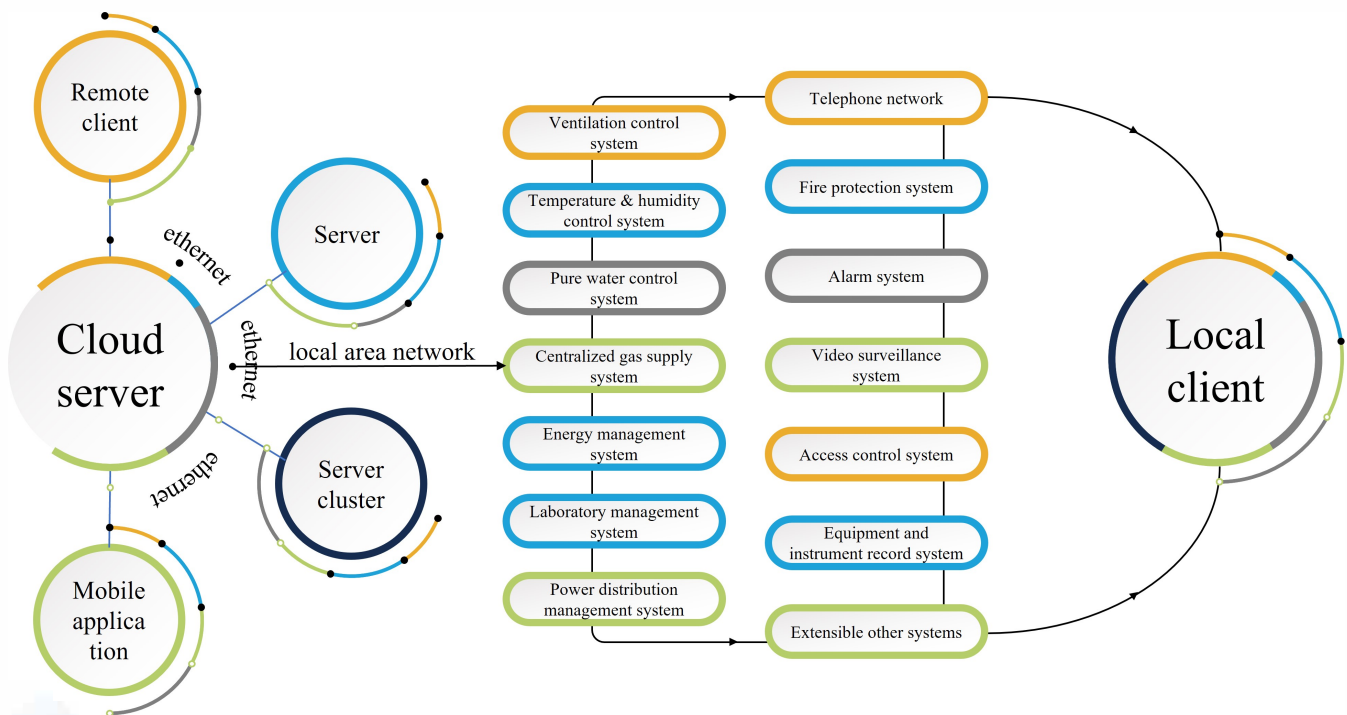 Remote
client
Server
Cloud
server
Server
cluster
Mobile
applica
tion
ethernet
ethernet
ethernet
local area network
Ventilation control
system
Temperature & humidity
control system
Pure water control
system
Centralized gas supply
system
Energy management
system
Laboratory management
system
Power distribution
management system
Telephone network
Fire protection system
Alarm system
Video surveillance
system
Access control system
Equipment and
instrument record system
Extensible other systems
Local
client